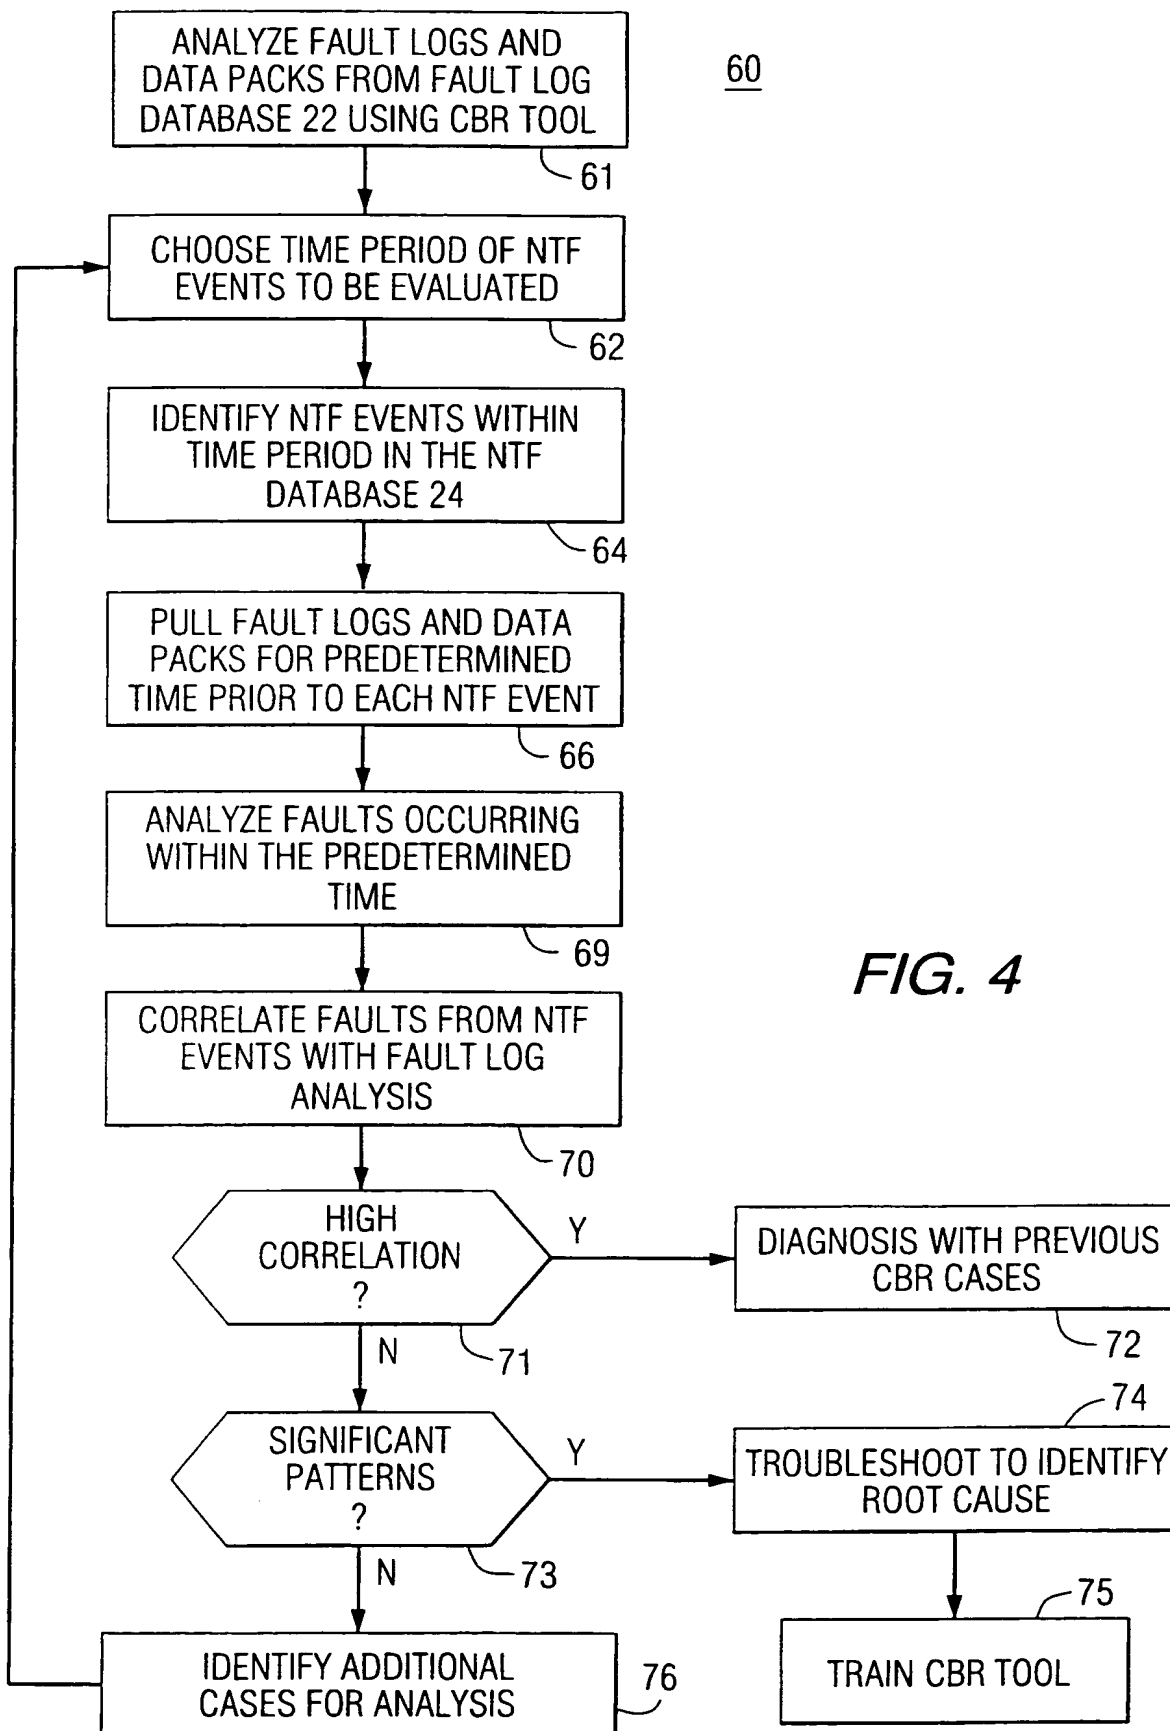 ANALYZE FAULT LOGS AND
DATA PACKS FROM FAULT LOG
DATABASE 22 USING CBR TOOL
60
61
CHOOSE TIME PERIOD OF NTF
EVENTS TO BE EVALUATED
62
IDENTIFY NTF EVENTS WITHIN
TIME PERIOD IN THE NTF
DATABASE 24
64
PULL FAULT LOGS AND DATA
PACKS FOR PREDETERMINED
TIME PRIOR TO EACH NTF EVENT
66
ANALYZE FAULTS OCCURRING
WITHIN THE PREDETERMINED
TIME
69
FIG. 4
CORRELATE FAULTS FROM NTF
EVENTS WITH FAULT LOG
ANALYSIS
70
HIGH
CORRELATION
?
71
Y
N
DIAGNOSIS WITH PREVIOUS
CBR CASES
72
SIGNIFICANT
PATTERNS
?
73
Y
N
74
TROUBLESHOOT TO IDENTIFY
ROOT CAUSE
75
TRAIN CBR TOOL
IDENTIFY ADDITIONAL
CASES FOR ANALYSIS
76